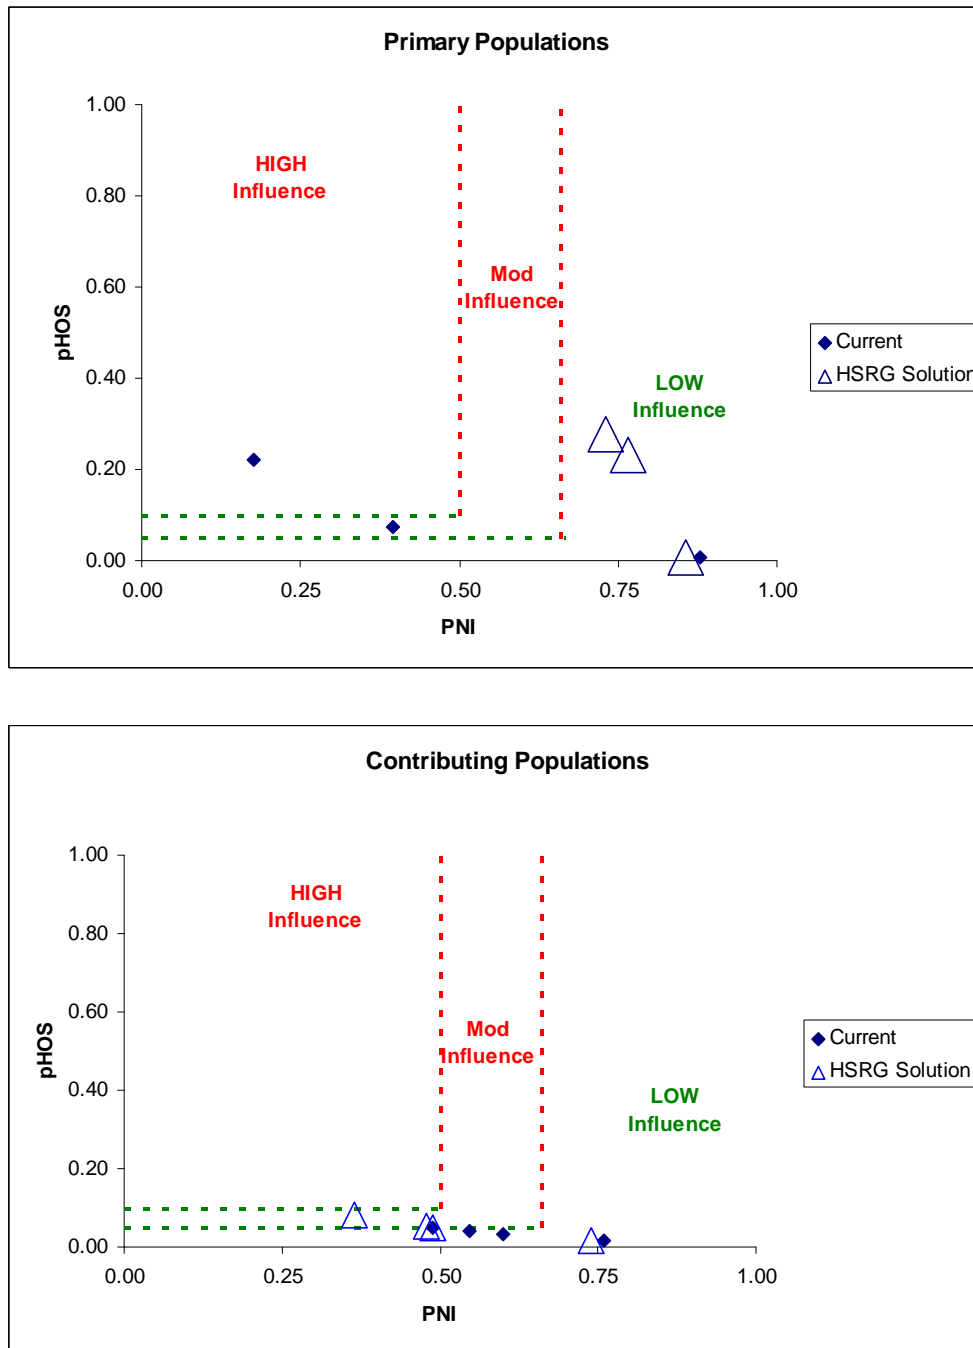 Primary Populations
1.00
0.80
0.60
0.40
0.20
0.00
pHOS
HIGH
Influence
Mod
Influence
LOW
Influence
Current
HSRG Solution
0.00 0.25 0.50 0.75 1.00
PNI
Contributing Populations
1.00
0.80
0.60
0.40
0.20
0.00
pHOS
HIGH
Influence
Mod
Influence
LOW
Influence
Current
HSRG Solution
0.00 0.25 0.50 0.75 1.00
PNI